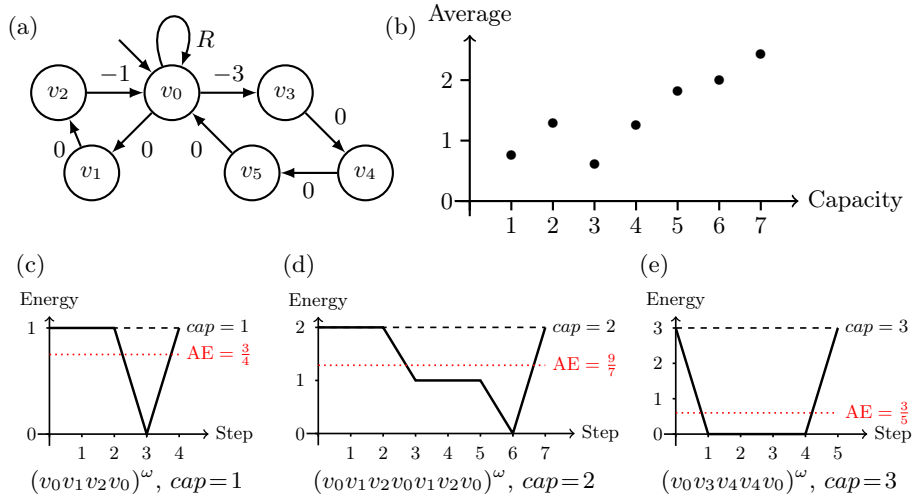 (a)
R
v₂
−1
v₀
−3
v₃
0
0
v₁
0
0
v₅
0
v₄
(b)
Average
2
1
0
1 2 3 4 5 6 7
Capacity
(c)
Energy
1
cap = 1
AE = 3/4
0
1 2 3 4
Step
(v₀v₁v₂v₀)^ω, cap=1
(d)
Energy
2
cap = 2
AE = 9/7
1
0
1 2 3 4 5 6 7
Step
(v₀v₁v₂v₀v₁v₂v₀)^ω, cap=2
(e)
Energy
3
cap = 3
2
1
AE = 3/5
0
1 2 3 4 5
Step
(v₀v₃v₄v₄v₀)^ω, cap=3